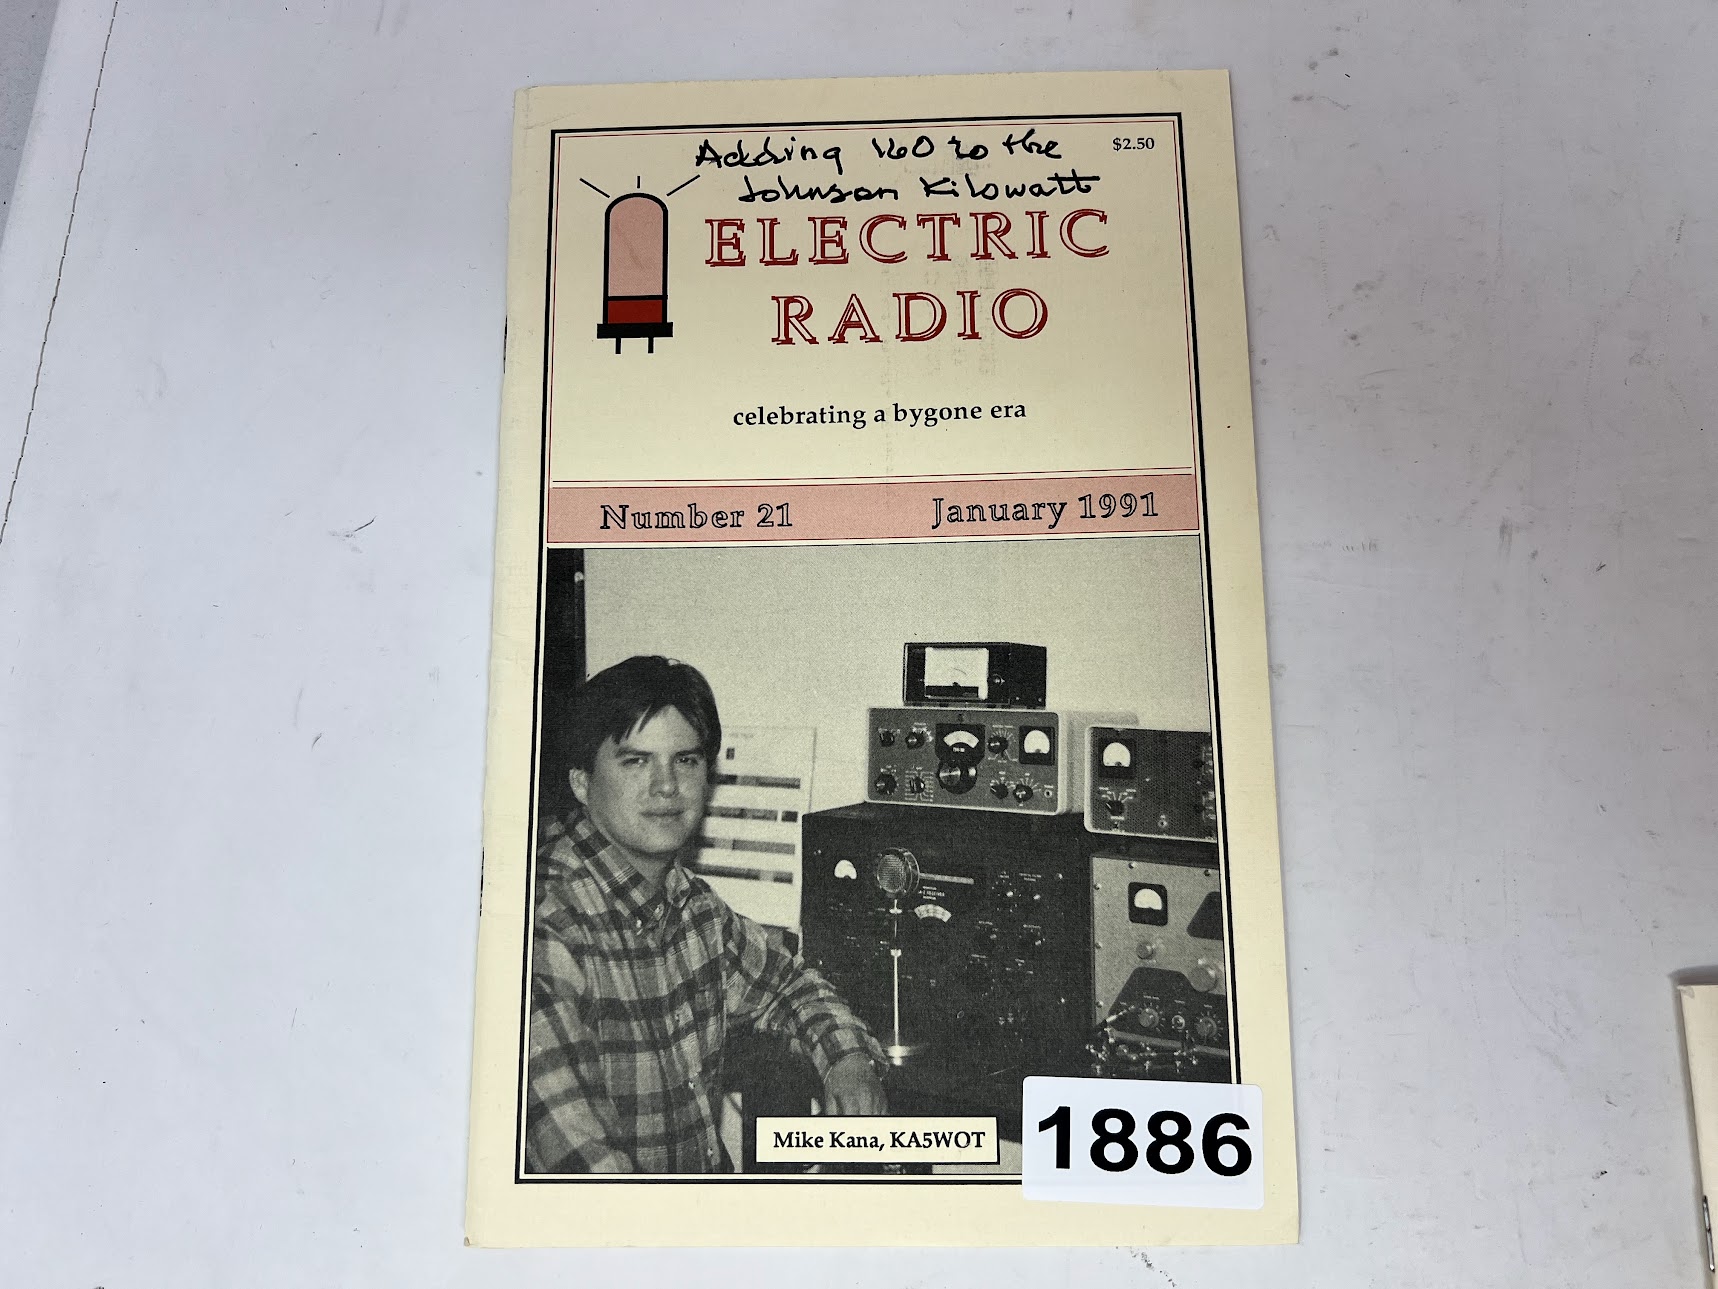 Adding 160 to the
Johnson Kilowatt
$2.50
ELECTRIC
RADIO
celebrating a bygone era
Number 21
January 1991
Mike Kana, KA5WOT
1886